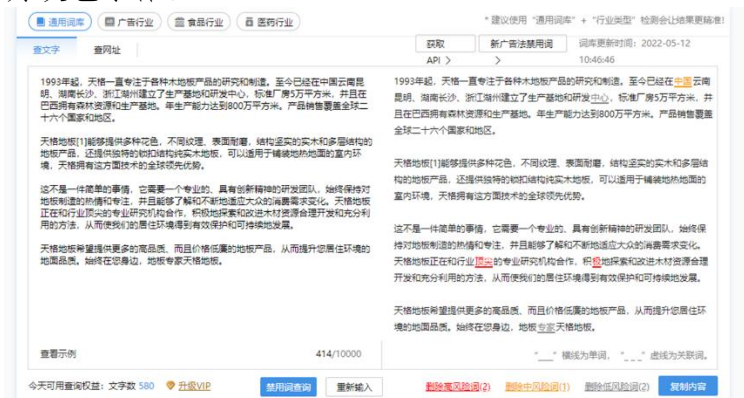 通用词库 广告行业 食品行业 医药行业 *建议使用“通用词库”+“行业类型”检测会让结果更精准!
查文字 查网址
获取 新广告法禁用词 词库更新时间：2022-05-12
API > > 10:46:46
1993年起，天格一直专注于各种木地板产品的研究和制造。至今已经在中国云南昆
明、湖南长沙、浙江湖州建立了生产基地和研发中心，标准厂房5万平方米，并且在
巴西拥有森林资源和生产基地。年生产能力达到800万平方米。产品销售覆盖全球二
十六个国家和地区。
天格地板[1]能够提供多种花色，不同纹理、表面耐磨，结构坚实的实木和多层结构的
地板产品，还提供独特的锁扣结构纯实木地板，可以适用于铺装地热地面的室内环
境，天格拥有这方面技术的全球领先优势。
这不是一件简单的事情，它需要一个专业的、具有创新精神的研发团队，始终保持对
地板制造的热情和专注，并且能够了解和不断地适应大众的消费需求变化。天格地板
正在和行业顶尖的专业研究机构合作，积极地探索和改进木材资源合理开发和充分利
用的方法，从而使我们的居住环境得到有效保护和可持续地发展。
天格地板希望提供更多的高品质、而且价格低廉的地板产品，从而提升您居住环境的
地面品质。始终在您身边，地板专家天格地板。
查看示例 414/10000
1993年起，天格一直专注于各种木地板产品的研究和制造。至今已经在中国云南
昆明、湖南长沙、浙江湖州建立了生产基地和研发中心，标准厂房5万平方米，并
且在巴西拥有森林资源和生产基地。年生产能力达到800万平方米。产品销售覆盖
全球二十六个国家和地区。
天格地板[1]能够提供多种花色，不同纹理、表面耐磨，结构坚实的实木和多层结
构的地板产品，还提供独特的锁扣结构纯实木地板，可以适用于铺装地热地面的
室内环境，天格拥有这方面技术的全球领先优势。
这不是一件简单的事情，它需要一个专业的、具有创新精神的研发团队，始终保
持对地板制造的热情和专注，并且能够了解和不断地适应大众的消费需求变化。
天格地板正在和行业顶尖的专业研究机构合作，积极地探索和改进木材资源合理
开发和充分利用的方法，从而使我们的居住环境得到有效保护和可持续地发展。
天格地板希望提供更多的高品质、而且价格低廉的地板产品，从而提升您居住环
境的地面品质。始终在您身边，地板专家天格地板。
"___" 横线为单词，"_ _ _" 虚线为关联词。
今天可用查询权益：文字数 580 升级VIP 禁用词查询 重新输入 删除高风险词(2) 删除中风险词(1) 删除低风险词(2) 复制内容